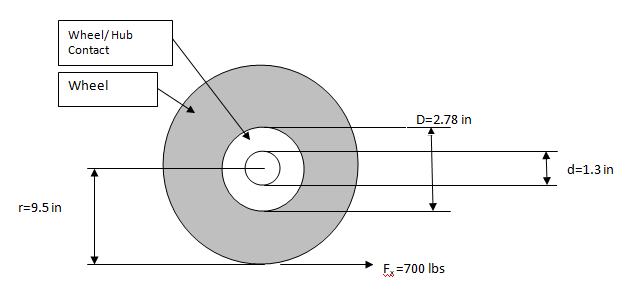 Wheel/ Hub
Contact
Wheel
D=2.78 in
d=1.3 in
r=9.5 in
Fx =700 lbs